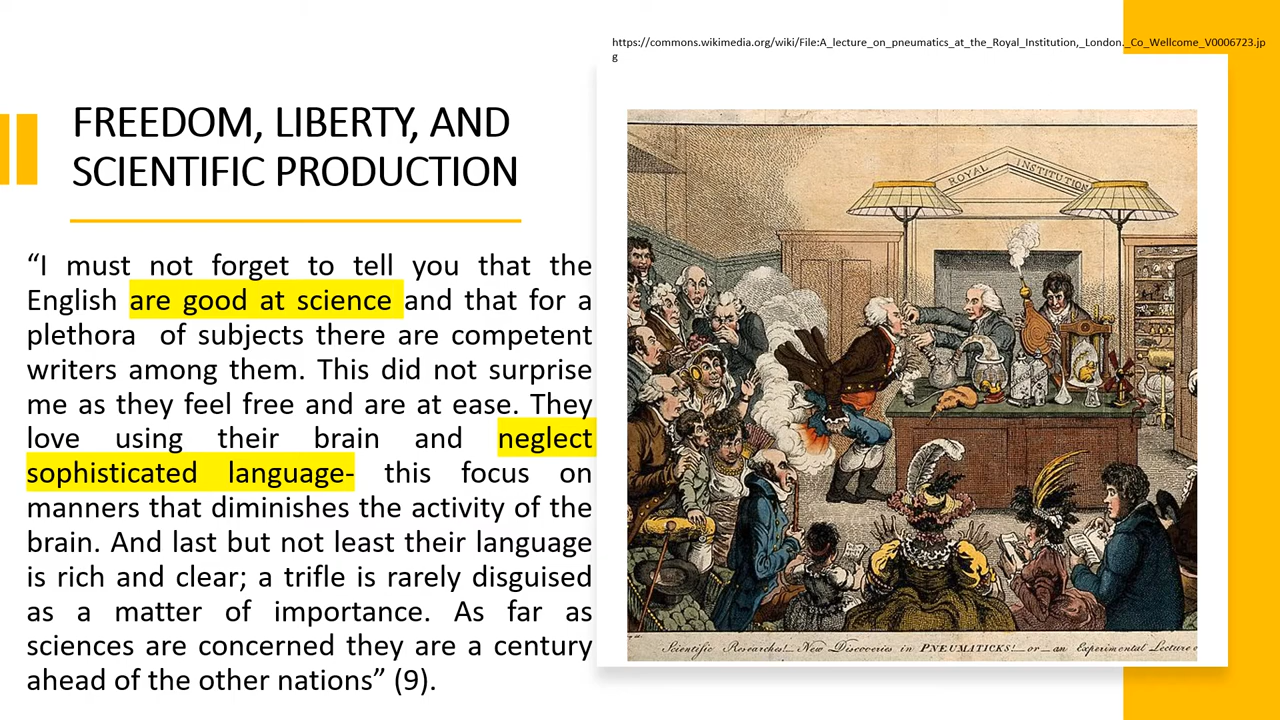 https://commons.wikimedia.org/wiki/File:A_lecture_on_pneumatics_at_the_Royal_Institution,_London._Co_Wellcome_V0006723.jp
g
FREEDOM, LIBERTY, AND
SCIENTIFIC PRODUCTION
“I must not forget to tell you that the
English are good at science and that for a
plethora of subjects there are competent
writers among them. This did not surprise
me as they feel free and are at ease. They
love using their brain and neglect
sophisticated language- this focus on
manners that diminishes the activity of the
brain. And last but not least their language
is rich and clear; a trifle is rarely disguised
as a matter of importance. As far as
sciences are concerned they are a century
ahead of the other nations” (9).
ROYAL INSTITUTION
Scientific Researches!_New Discoveries in PNEUMATICKS!_or_an Experimental Lecture